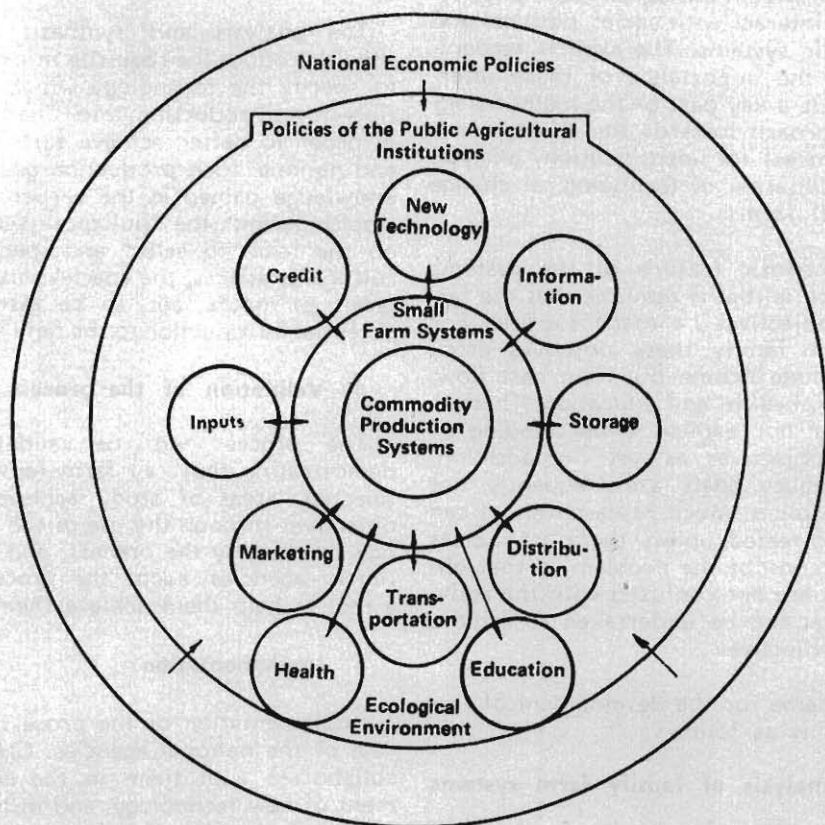 National Economic Policies
Policies of the Public Agricultural
Institutions
New
Technology
Credit
Informa-
tion
Small
Farm Systems
Inputs
Commodity
Production
Systems
Storage
Marketing
Distribu-
tion
Trans-
portation
Health
Education
Ecological
Environment